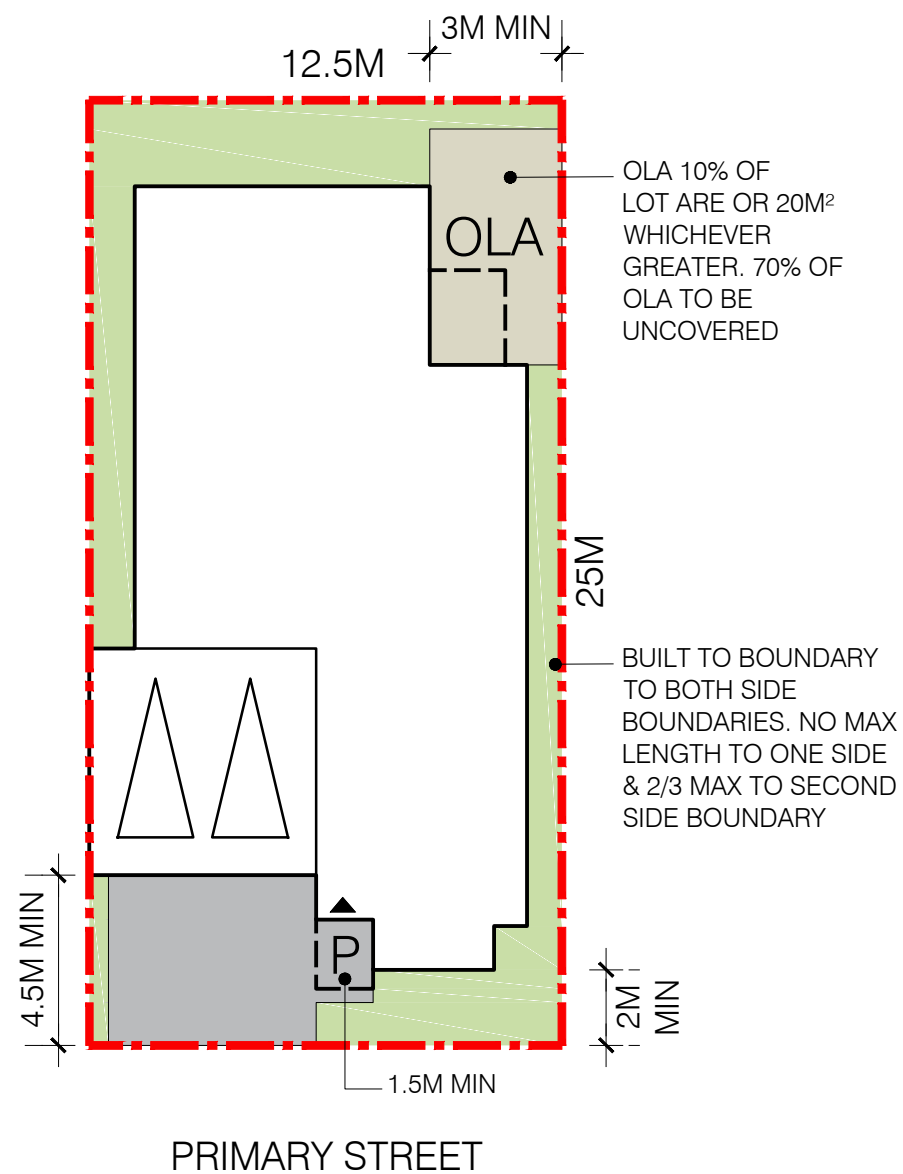 3M MIN
12.5M
OLA 10% OF
LOT ARE OR 20M²
WHICHEVER
GREATER. 70% OF
OLA TO BE
UNCOVERED
OLA
25M
BUILT TO BOUNDARY
TO BOTH SIDE
BOUNDARIES. NO MAX
LENGTH TO ONE SIDE
& 2/3 MAX TO SECOND
SIDE BOUNDARY
4.5M MIN
P
2M
MIN
1.5M MIN
PRIMARY STREET